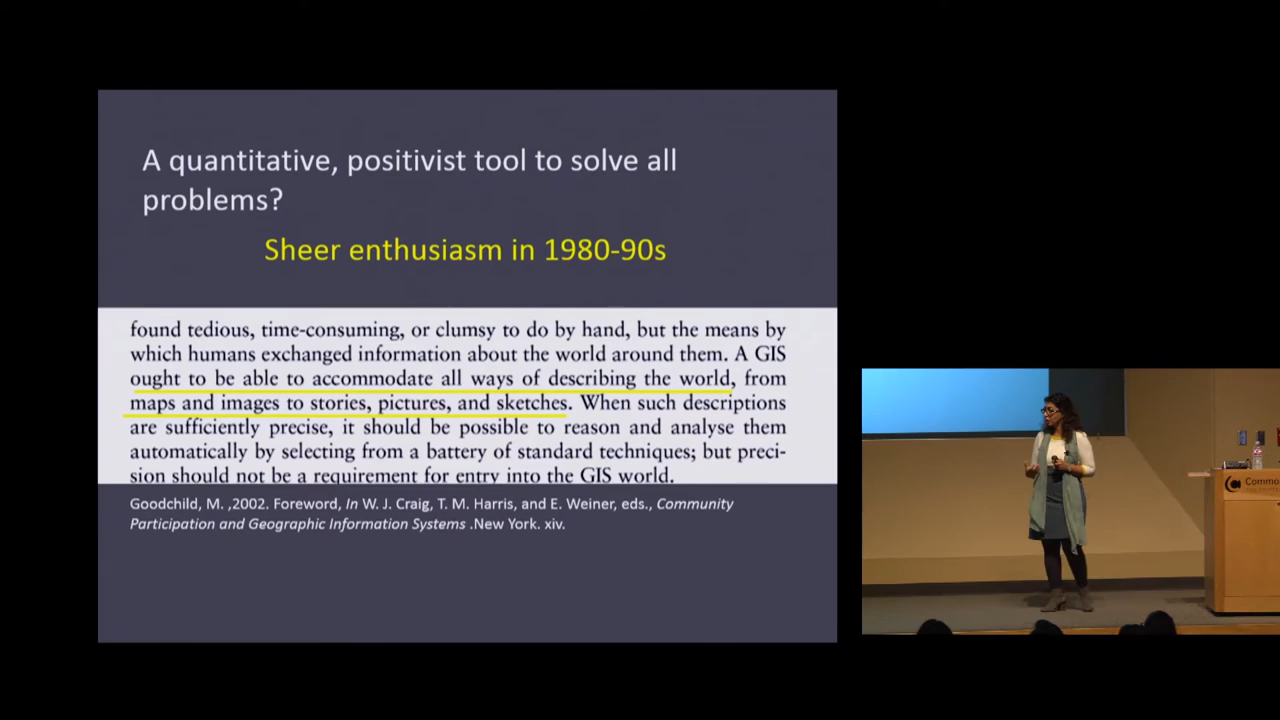 A quantitative, positivist tool to solve all
problems?
Sheer enthusiasm in 1980-90s
found tedious, time-consuming, or clumsy to do by hand, but the means by
which humans exchanged information about the world around them. A GIS
ought to be able to accommodate all ways of describing the world, from
maps and images to stories, pictures, and sketches. When such descriptions
are sufficiently precise, it should be possible to reason and analyse them
automatically by selecting from a battery of standard techniques; but preci-
sion should not be a requirement for entry into the GIS world.
Goodchild, M. ,2002. Foreword, In W. J. Craig, T. M. Harris, and E. Weiner, eds., Community
Participation and Geographic Information Systems .New York. xiv.
Common